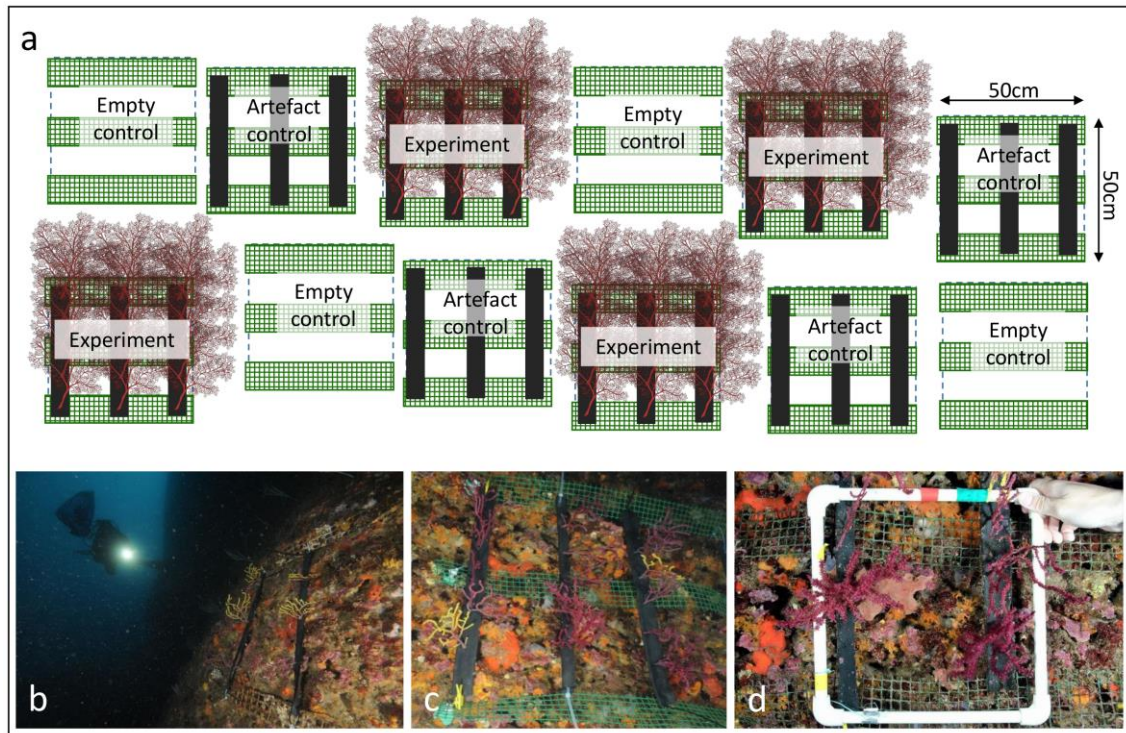 a
Empty
control
Artefact
control
Experiment
Empty
control
Experiment
50cm
Artefact
control
50cm
Experiment
Empty
control
Artefact
control
Experiment
Artefact
control
Empty
control
b
c
d